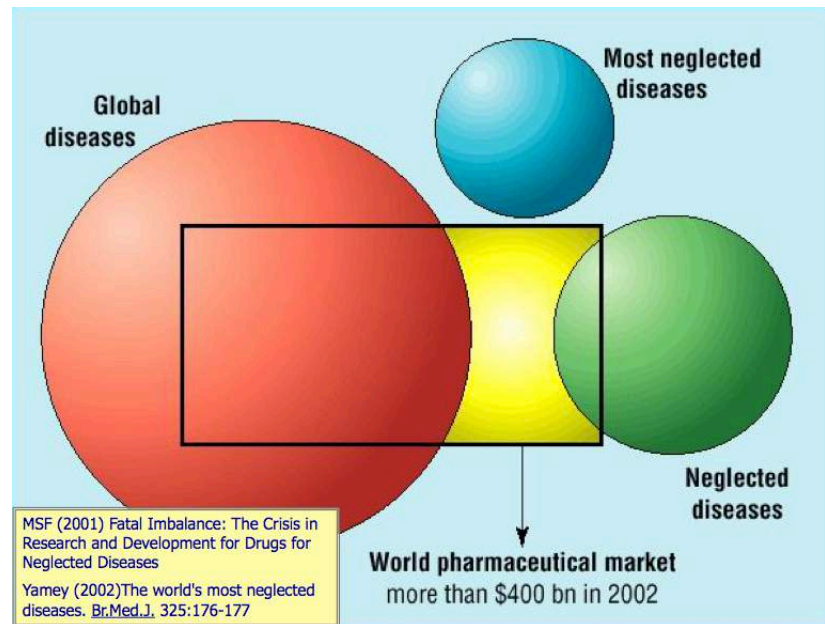 Global
diseases
Most neglected
diseases
Neglected
diseases
World pharmaceutical market
more than $400 bn in 2002
MSF (2001) Fatal Imbalance: The Crisis in
Research and Development for Drugs for
Neglected Diseases
Yamey (2002)The world's most neglected
diseases. Br.Med.J. 325:176-177